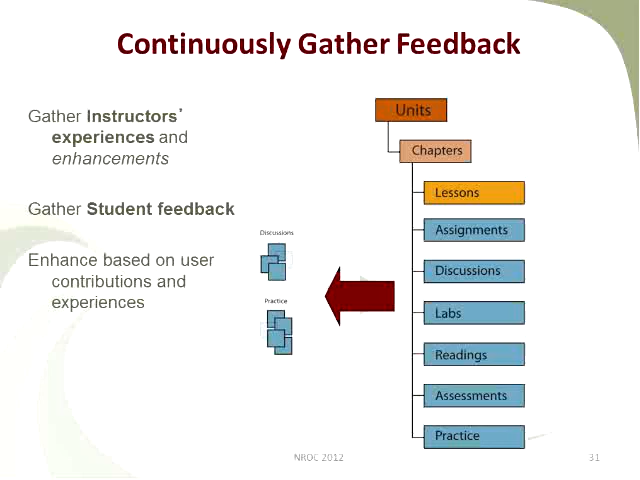 Continuously Gather Feedback
Gather Instructors'
experiences and
enhancements
Gather Student feedback
Enhance based on user
contributions and
experiences
Discussions
Practice
Units
Chapters
Lessons
Assignments
Discussions
Labs
Readings
Assessments
Practice
NROC 2012
31